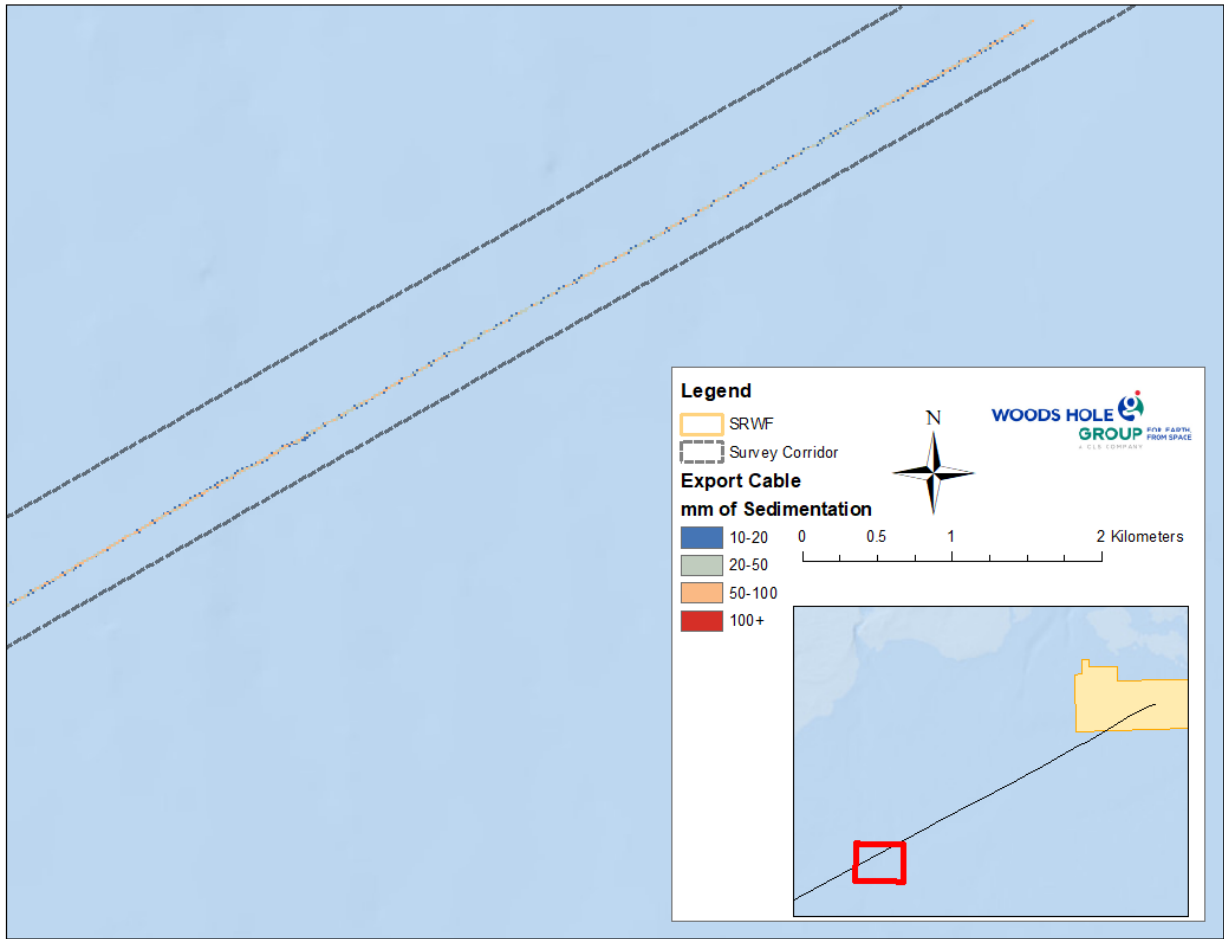 Legend
SRWF
Survey Corridor
Export Cable
mm of Sedimentation
10-20
20-50
50-100
100+
N
WOODS HOLE
GROUP FOR EARTH,
FROM SPACE
A CLS COMPANY
0 0.5 1 2 Kilometers